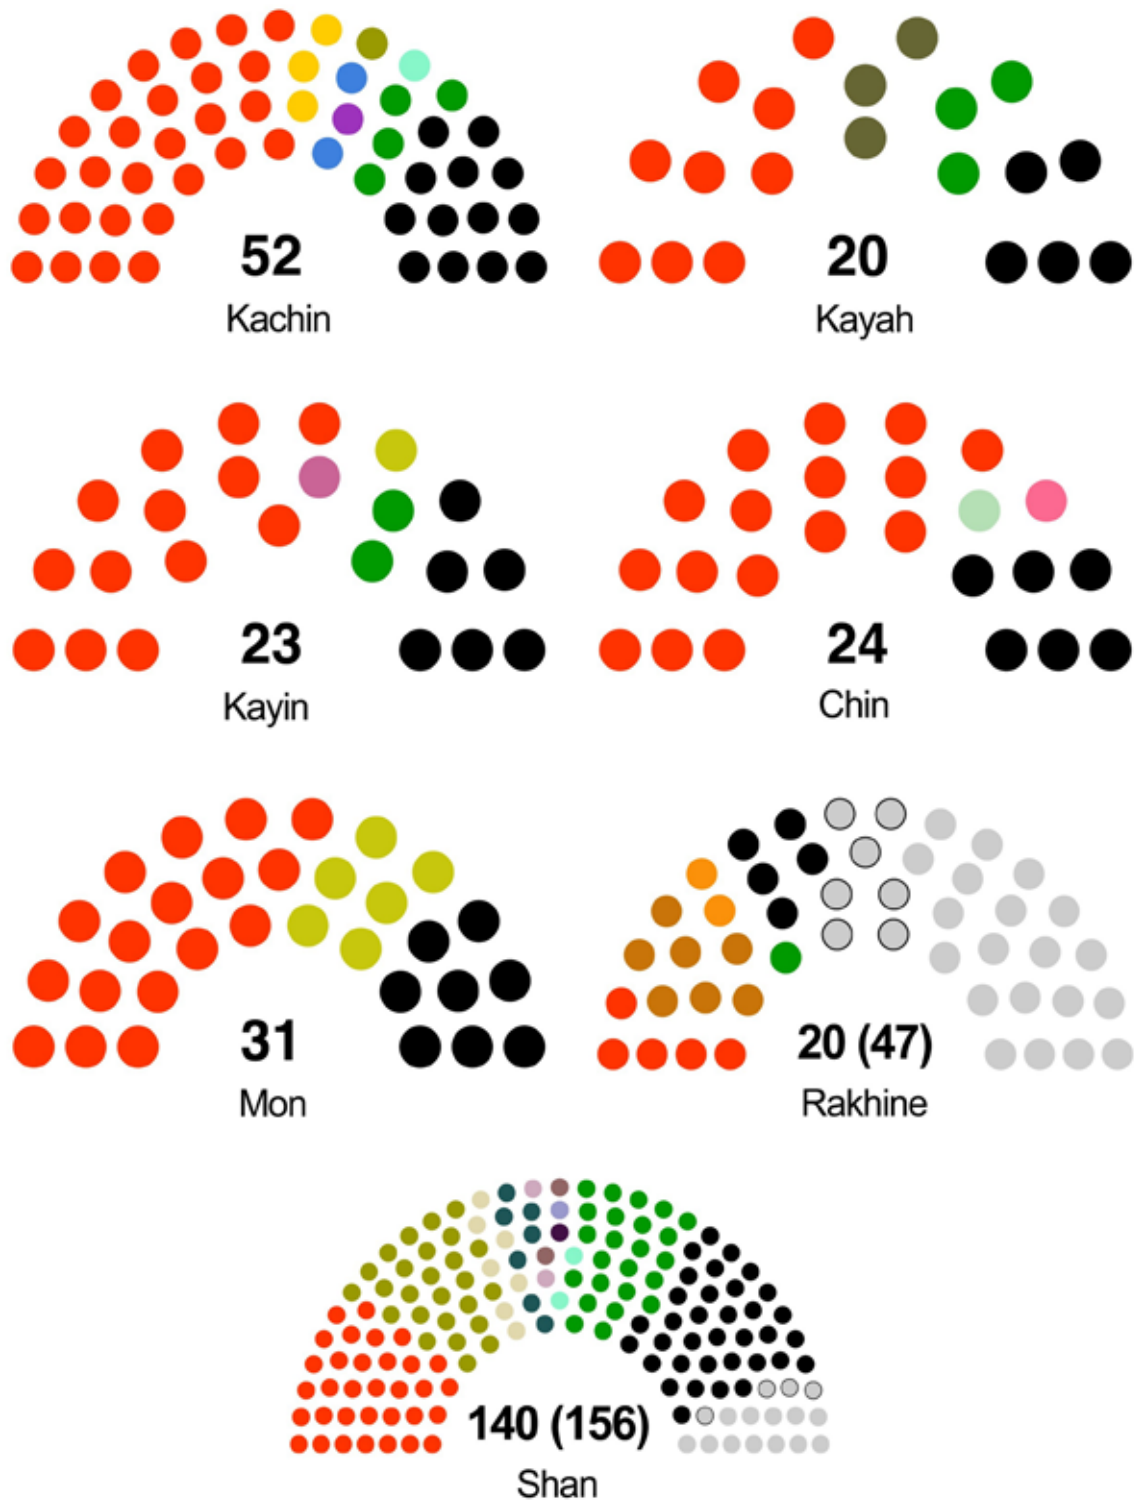 52
Kachin
20
Kayah
23
Kayin
24
Chin
31
Mon
20 (47)
Rakhine
140 (156)
Shan